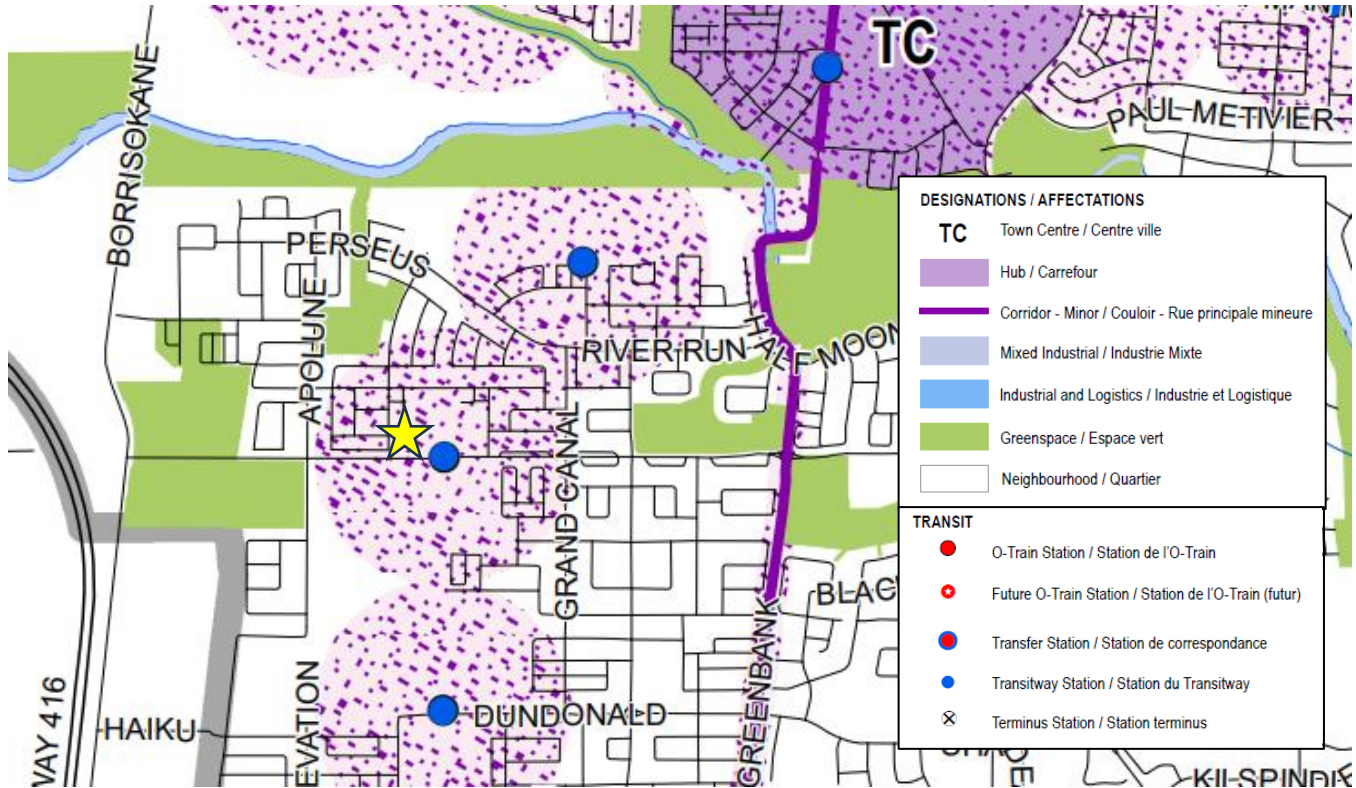 TC
BORRISOKANE
PAUL-METIVIER
PERSEUS
APOLUNE
RIVER-RUN
HALF-MOON
GRAND-CANAL
GREENBANK
HAIKU
DUNDONALD
DESIGNATIONS / AFFECTATIONS
TC Town Centre / Centre ville
Hub / Carrefour
Corridor - Minor / Couloir - Rue principale mineure
Mixed Industrial / Industrie Mixte
Industrial and Logistics / Industrie et Logistique
Greenspace / Espace vert
Neighbourhood / Quartier
TRANSIT
O-Train Station / Station de l'O-Train
Future O-Train Station / Station de l'O-Train (futur)
Transfer Station / Station de correspondance
Transitway Station / Station du Transitway
Terminus Station / Station terminus
BLAC
EVATION
WAY 416
KILSPINDIE